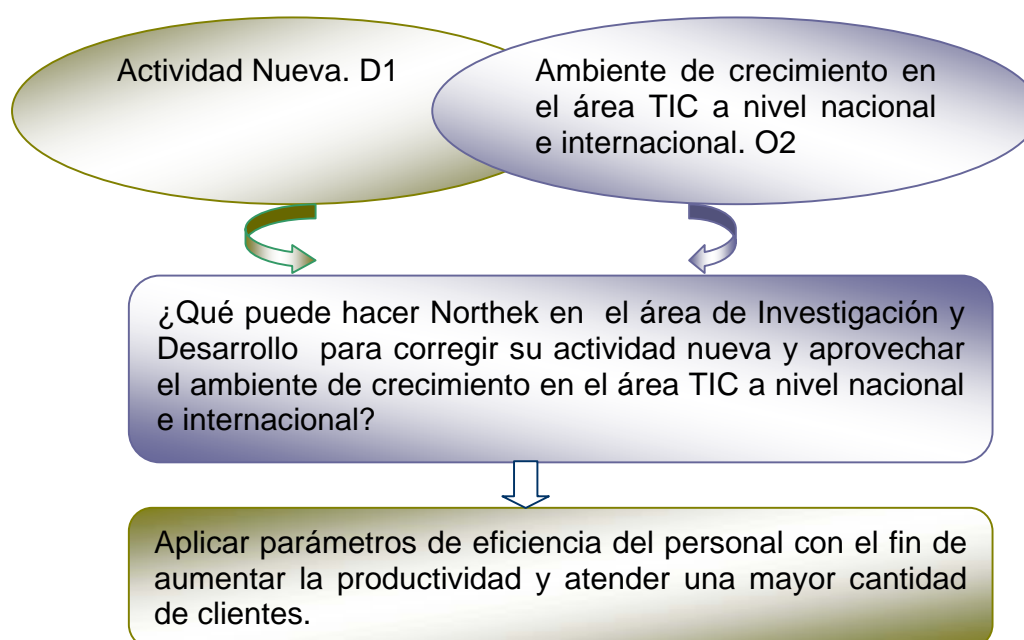 Actividad Nueva. D1
Ambiente de crecimiento en
el área TIC a nivel nacional
e internacional. O2
¿Qué puede hacer Northek en el área de Investigación y
Desarrollo para corregir su actividad nueva y aprovechar
el ambiente de crecimiento en el área TIC a nivel nacional
e internacional?
Aplicar parámetros de eficiencia del personal con el fin de
aumentar la productividad y atender una mayor cantidad
de clientes.